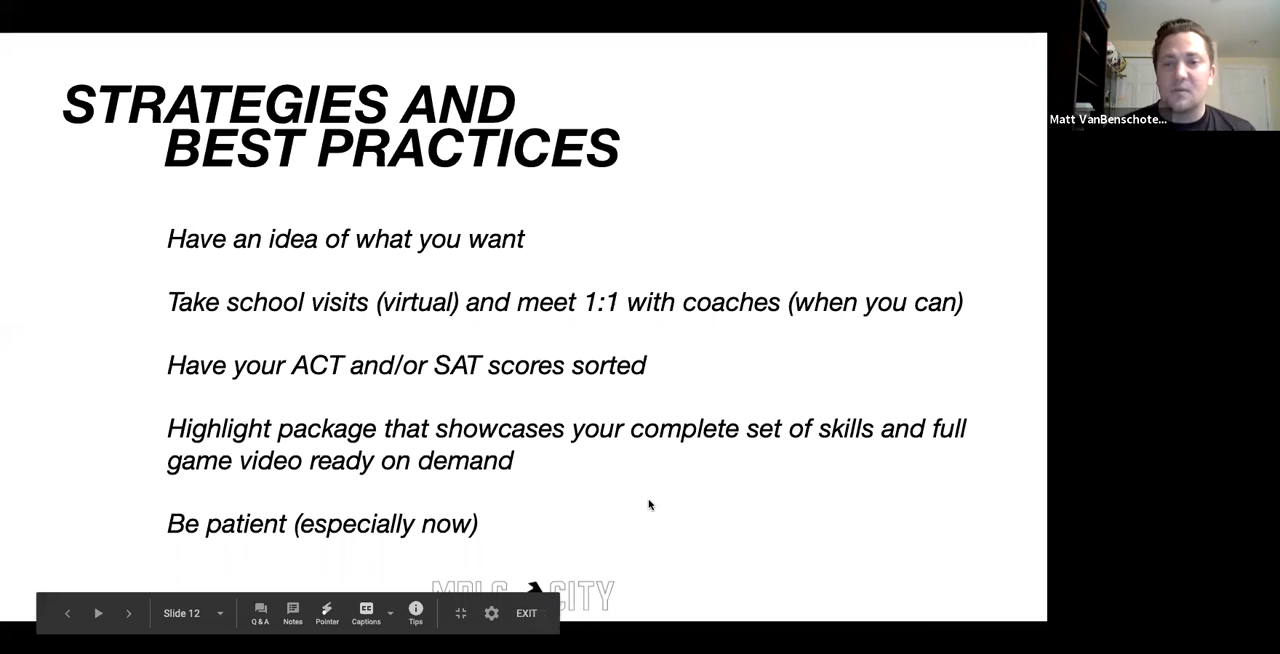 STRATEGIES AND
BEST PRACTICES
Have an idea of what you want
Take school visits (virtual) and meet 1:1 with coaches (when you can)
Have your ACT and/or SAT scores sorted
Highlight package that showcases your complete set of skills and full
game video ready on demand
Be patient (especially now)
MPLS CITY
Slide 12
Q & A
Notes
Pointer
Captions
Tips
EXIT
Matt VanBenschote...